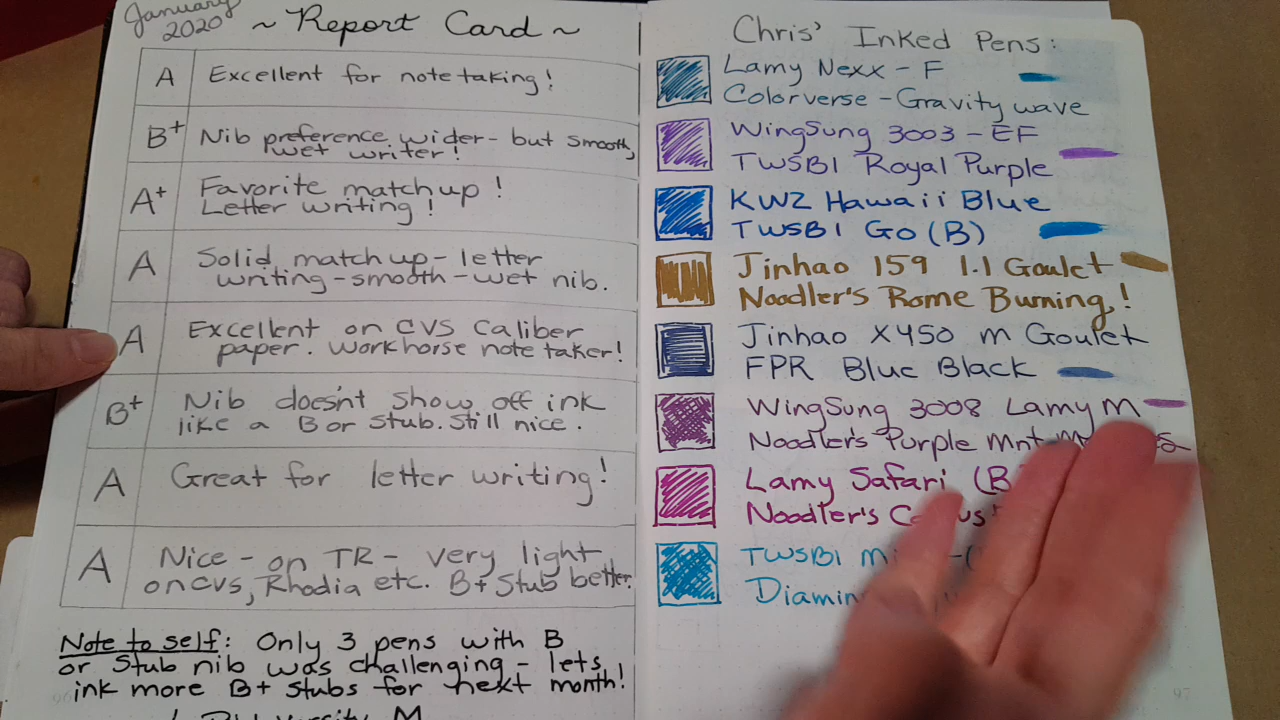 January
2020
~ Report Card ~
A
Excellent for note taking!
B+
Nib preference wider - but smooth,
wet writer!
A+
Favorite match up!
Letter writing!
A
Solid match up - letter
writing - smooth - wet nib.
A
Excellent on CVS Caliber
paper. Workhorse note taker!
B+
Nib doesn't show off ink
like a B or Stub. Still nice.
A
Great for letter writing!
A
Nice - on TR - very light
on CVS, Rhodia etc. B + Stub better.
Note to self: Only 3 pens with B
or Stub nib was challenging - lets
ink more B + stubs for next month!
Chris' Inked Pens:
Lamy Nexx - F
Colorverse - Gravity wave
WingSung 3003 - EF
TWSBI Royal Purple
KWZ Hawaii Blue
TWSBI GO (B)
Jinhao 159 1.1 Goulet
Noodler's Rome Burning!
Jinhao X450 m Goulet
FPR Blue Black
WingSung 3008 Lamy M
Noodler's Purple Mnt
Lamy Safari (B
Noodler's
TWSBI
97